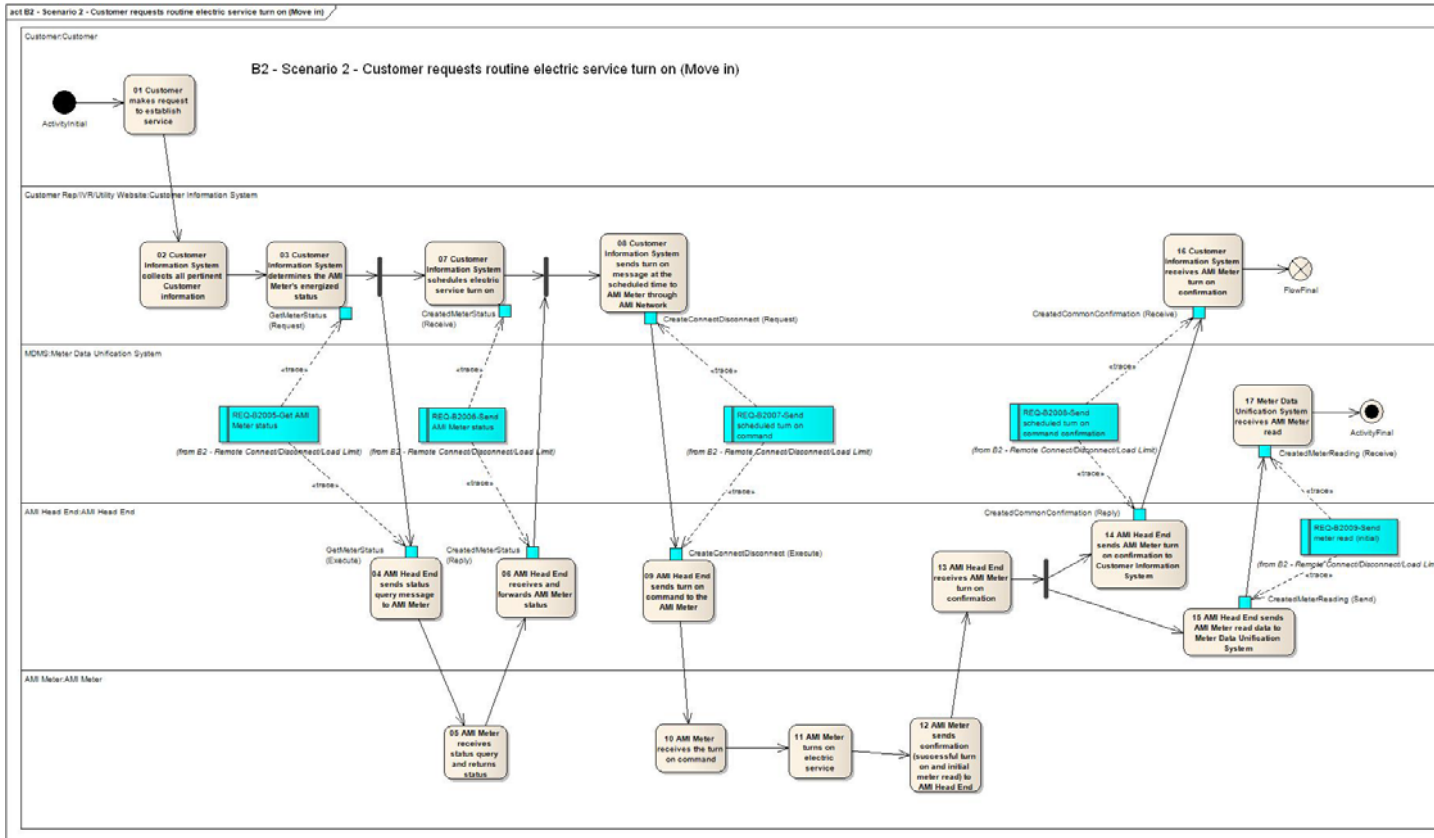 act B2 - Scenario 2 - Customer requests routine electric service turn on (Move in)
Customer:Customer
B2 - Scenario 2 - Customer requests routine electric service turn on (Move in)
ActivityInitial
01 Customer
makes request
to establish
service
Customer Rep/IVR/Utility Website:Customer Information System
02 Customer
Information System
collects all pertinent
Customer
information
03 Customer
Information System
determines the AMI
Meter's energized
status
GetMeterStatus
(Request)
07 Customer
Information System
schedules electric
service turn on
CreatedMeterStatus
(Receive)
08 Customer
Information System
sends turn on
message at the
scheduled time to
AMI Meter through
AMI Network
CreateConnectDisconnect (Request)
16 Customer
Information System
receives AMI Meter
turn on
confirmation
CreatedCommonConfirmation (Receive)
FlowFinal
MDMS:Meter Data Unification System
«trace»
«trace»
«trace»
«trace»
REQ-B2005-Get AMI
Meter status
(from B2 - Remote Connect/Disconnect/Load Limit)
REQ-B2006-Send
AMI Meter status
(from B2 - Remote Connect/Disconnect/Load Limit)
REQ-B2007-Send
scheduled turn on
command
(from B2 - Remote Connect/Disconnect/Load Limit)
REQ-B2008-Send
scheduled turn on
command confirmation
(from B2 - Remote Connect/Disconnect/Load Limit)
17 Meter Data
Unification System
receives AMI Meter
read
ActivityFinal
CreatedMeterReading (Receive)
«trace»
«trace»
«trace»
«trace»
«trace»
AMI Head End:AMI Head End
GetMeterStatus
(Execute)
04 AMI Head End
sends status
query message
to AMI Meter
CreatedMeterStatus
(Reply)
06 AMI Head End
receives and
forwards AMI Meter
status
CreateConnectDisconnect (Execute)
09 AMI Head End
sends turn on
command to the
AMI Meter
13 AMI Head End
receives AMI Meter
turn on
confirmation
CreatedCommonConfirmation (Reply)
14 AMI Head End
sends AMI Meter turn
on confirmation to
Customer Information
System
REQ-B2009-Send
meter read (initial)
(from B2 - Remote Connect/Disconnect/Load Limi
«trace»
CreatedMeterReading (Send)
15 AMI Head End sends
AMI Meter read data to
Meter Data Unification
System
AMI Meter:AMI Meter
05 AMI Meter
receives
status query
and returns
status
10 AMI Meter
receives the turn
on command
11 AMI Meter
turns on
electric
service
12 AMI Meter
sends
confirmation
(successful turn
on and initial
meter read) to
AMI Head End